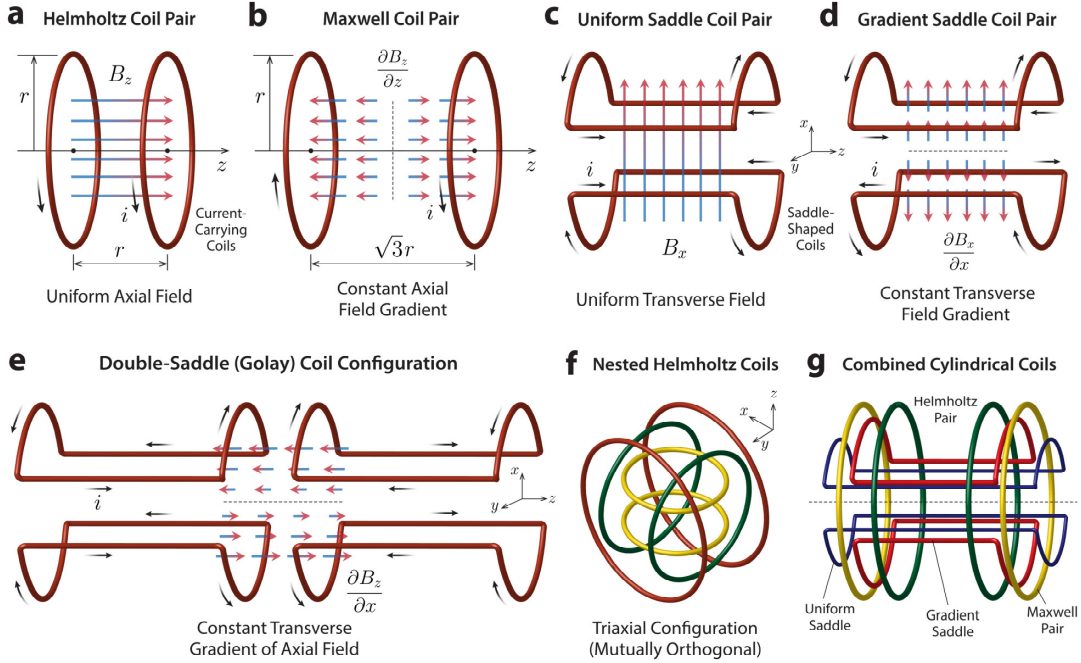 a Helmholtz Coil Pair
r
B_z
z
i
Current-
Carrying
Coils
r
Uniform Axial Field
b Maxwell Coil Pair
r
∂B_z
∂z
z
i
√3r
Constant Axial
Field Gradient
c Uniform Saddle Coil Pair
i
B_x
x
y
z
Saddle-
Shaped
Coils
Uniform Transverse Field
d Gradient Saddle Coil Pair
i
∂B_x
∂x
Constant Transverse
Field Gradient
e Double-Saddle (Golay) Coil Configuration
i
x
y
z
∂B_z
∂x
Constant Transverse
Gradient of Axial Field
f Nested Helmholtz Coils
z
x
y
Triaxial Configuration
(Mutually Orthogonal)
g Combined Cylindrical Coils
Helmholtz
Pair
Uniform
Saddle
Gradient
Saddle
Maxwell
Pair